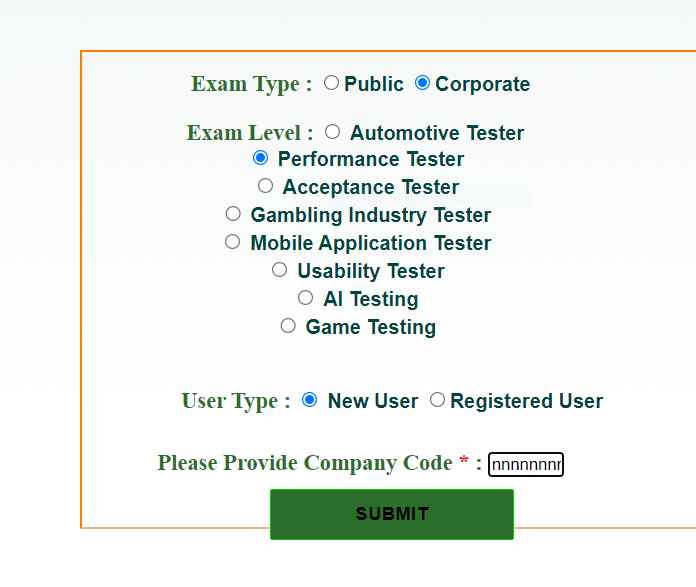 Exam Type : Public Corporate
Exam Level : Automotive Tester
Performance Tester
Acceptance Tester
Gambling Industry Tester
Mobile Application Tester
Usability Tester
AI Testing
Game Testing
User Type : New User Registered User
Please Provide Company Code * : nnnnnnnn
SUBMIT